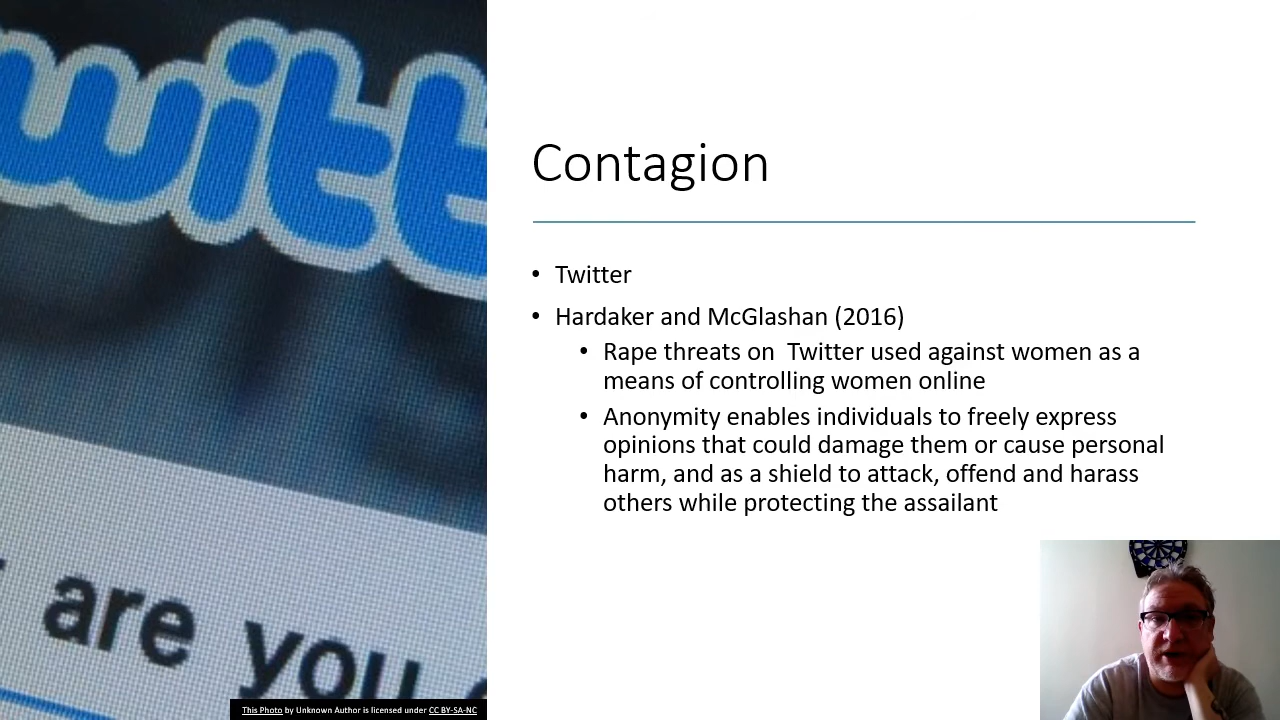 witt
are you
Contagion
• Twitter
• Hardaker and McGlashan (2016)
• Rape threats on  Twitter used against women as a
means of controlling women online
• Anonymity enables individuals to freely express
opinions that could damage them or cause personal
harm, and as a shield to attack, offend and harass
others while protecting the assailant
This Photo by Unknown Author is licensed under CC BY-SA-NC